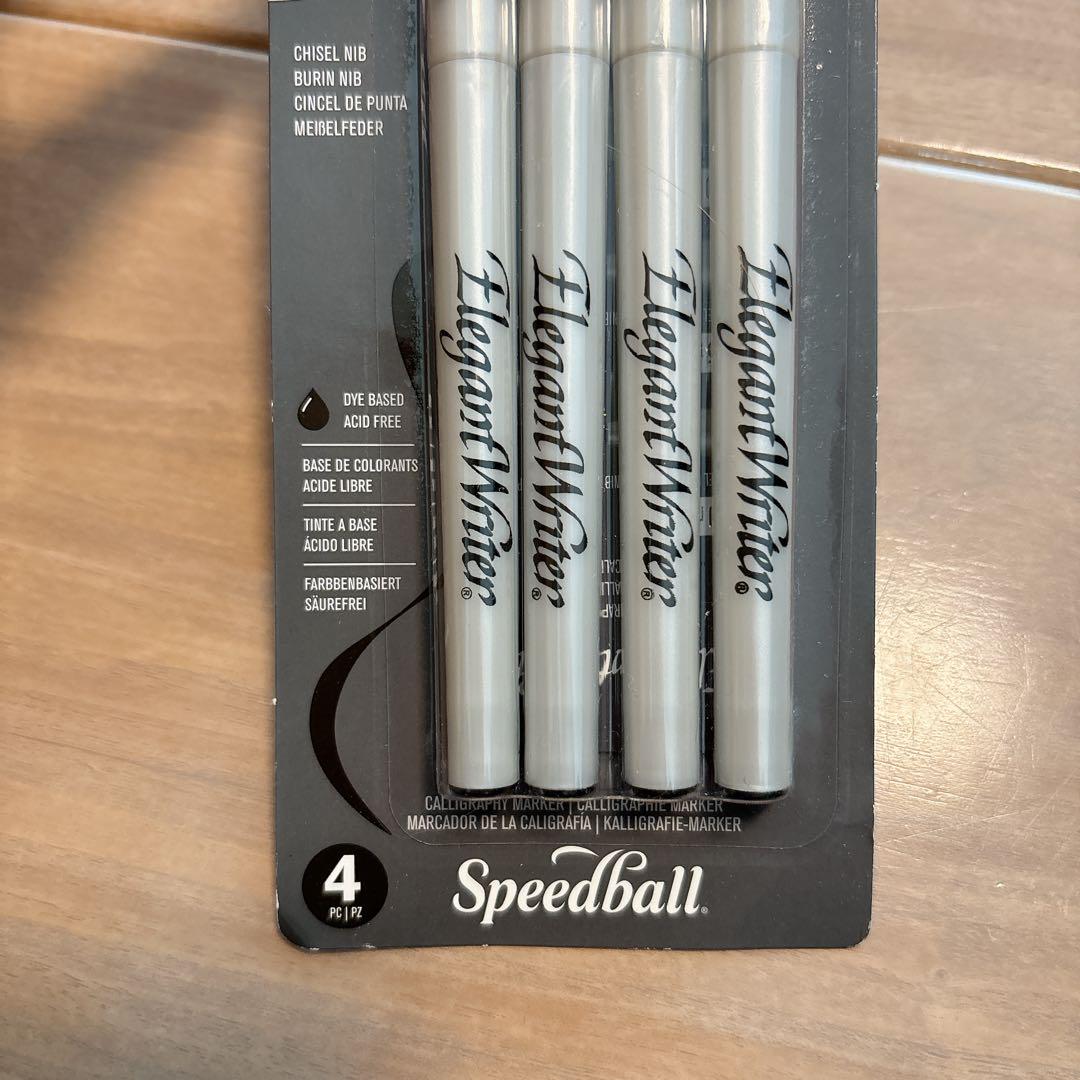 CHISEL NIB
BURIN NIB
CINCEL DE PUNTA
MEIßELFEDER
ElegantWriter®
ElegantWriter®
ElegantWriter®
ElegantWriter®
DYE BASED
ACID FREE
BASE DE COLORANTS
ACIDE LIBRE
TINTE A BASE
ÁCIDO LIBRE
FARBBENBASIERT
SÄUREFREI
CALLIGRAPHY MARKER | CALLIGRAPHIE MARKER
MARCADOR DE LA CALIGRAFÍA | KALLIGRAFIE-MARKER
4
PC | PZ
Speedball®